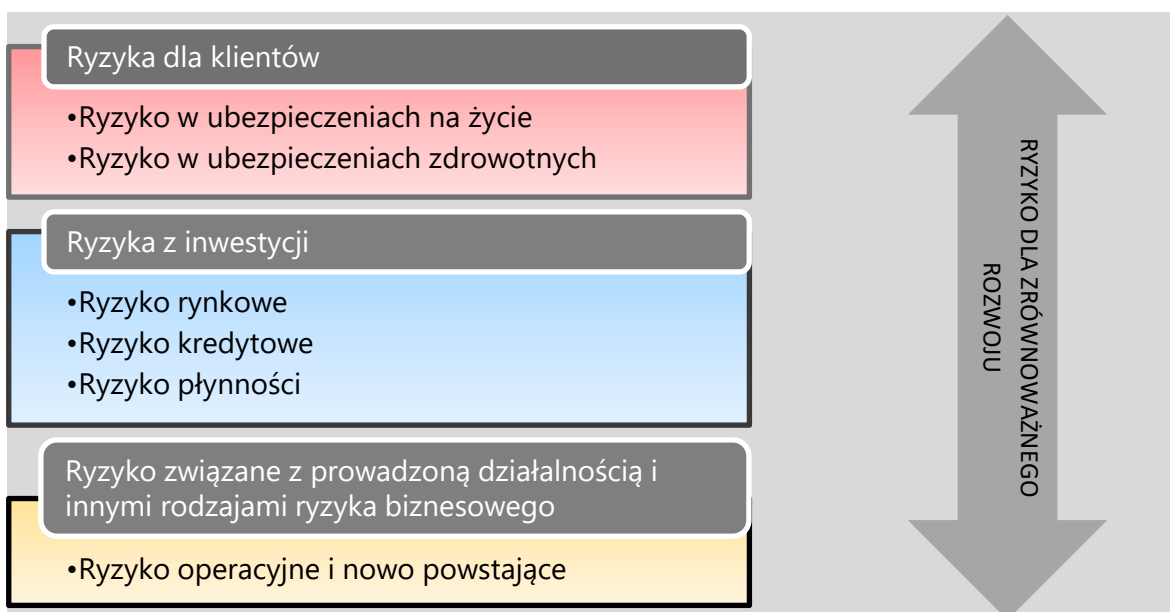 Ryzyka dla klientów
•Ryzyko w ubezpieczeniach na życie
•Ryzyko w ubezpieczeniach zdrowotnych
Ryzyka z inwestycji
•Ryzyko rynkowe
•Ryzyko kredytowe
•Ryzyko płynności
Ryzyko związane z prowadzoną działalnością i
innymi rodzajami ryzyka biznesowego
•Ryzyko operacyjne i nowo powstające
RYZYKO DLA ZRÓWNOWAŻNEGO
ROZWOJU